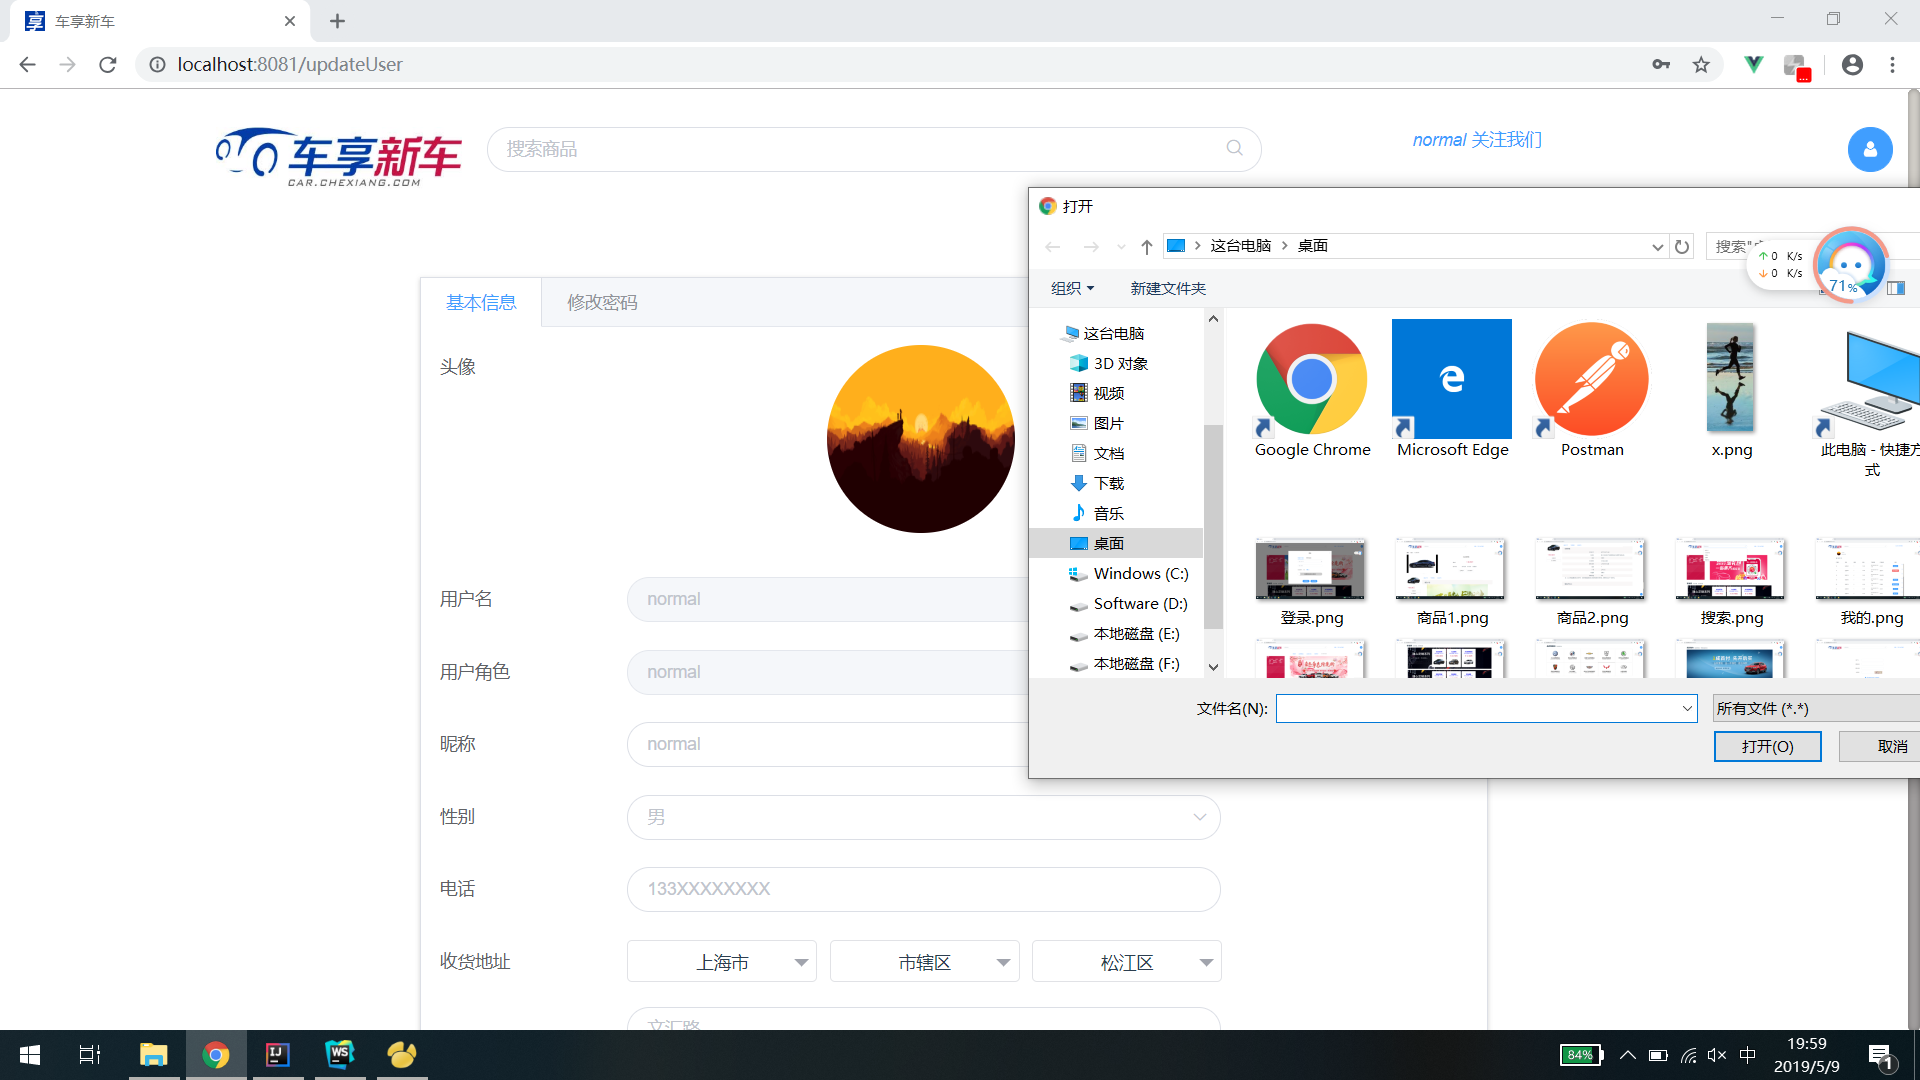 车享新车
localhost:8081/updateUser
车享新车
CAR.CHEXIANG.COM
搜索商品
normal 关注我们
打开
这台电脑
桌面
0 K/s
0 K/s
71%
组织
新建文件夹
基本信息
修改密码
头像
用户名
normal
用户角色
normal
昵称
normal
性别
男
电话
133XXXXXXXX
收货地址
上海市
市辖区
松江区
文汇路
这台电脑
3D 对象
视频
图片
文档
下载
音乐
桌面
Windows (C:)
Software (D:)
本地磁盘 (E:)
本地磁盘 (F:)
Google Chrome
Microsoft Edge
Postman
x.png
此电脑 - 快捷方
式
登录.png
商品1.png
商品2.png
搜索.png
我的.png
文件名(N):
所有文件 (*.*)
打开(O)
取消
84%
中
19:59
2019/5/9
1